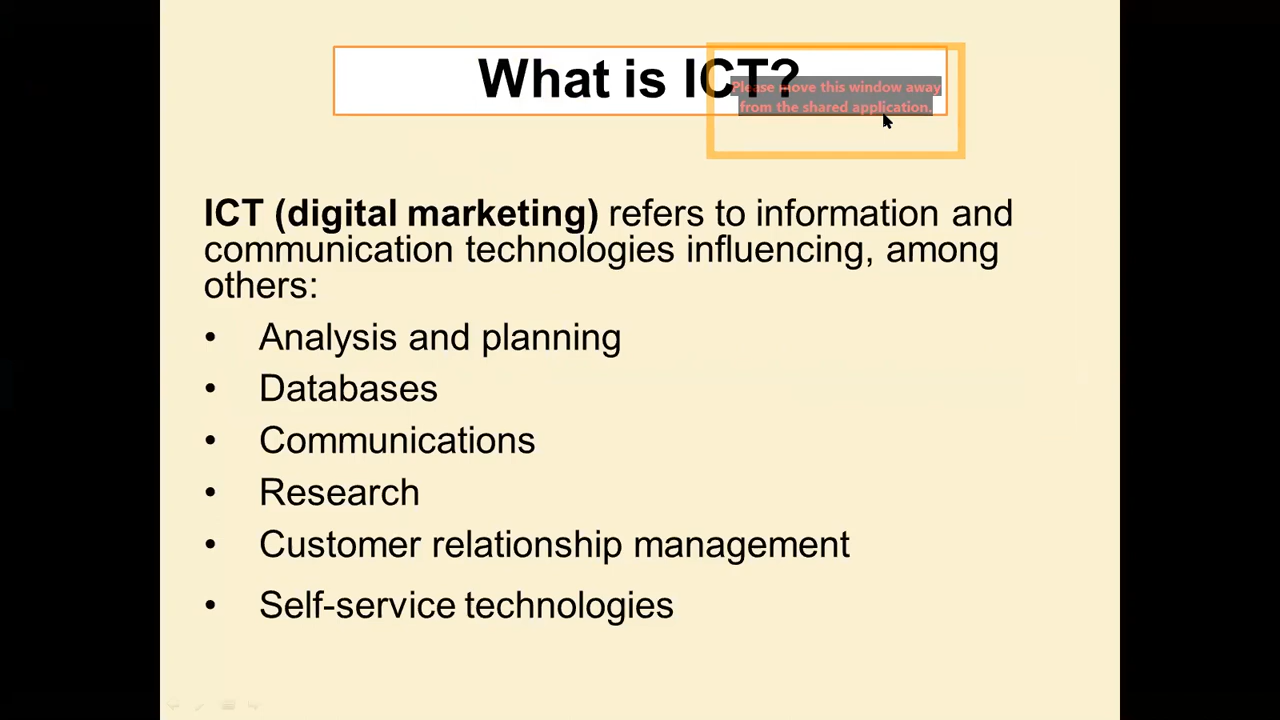 What is ICT?
Please move this window away
from the shared application.
ICT (digital marketing) refers to information and
communication technologies influencing, among
others:
• Analysis and planning
• Databases
• Communications
• Research
• Customer relationship management
• Self-service technologies